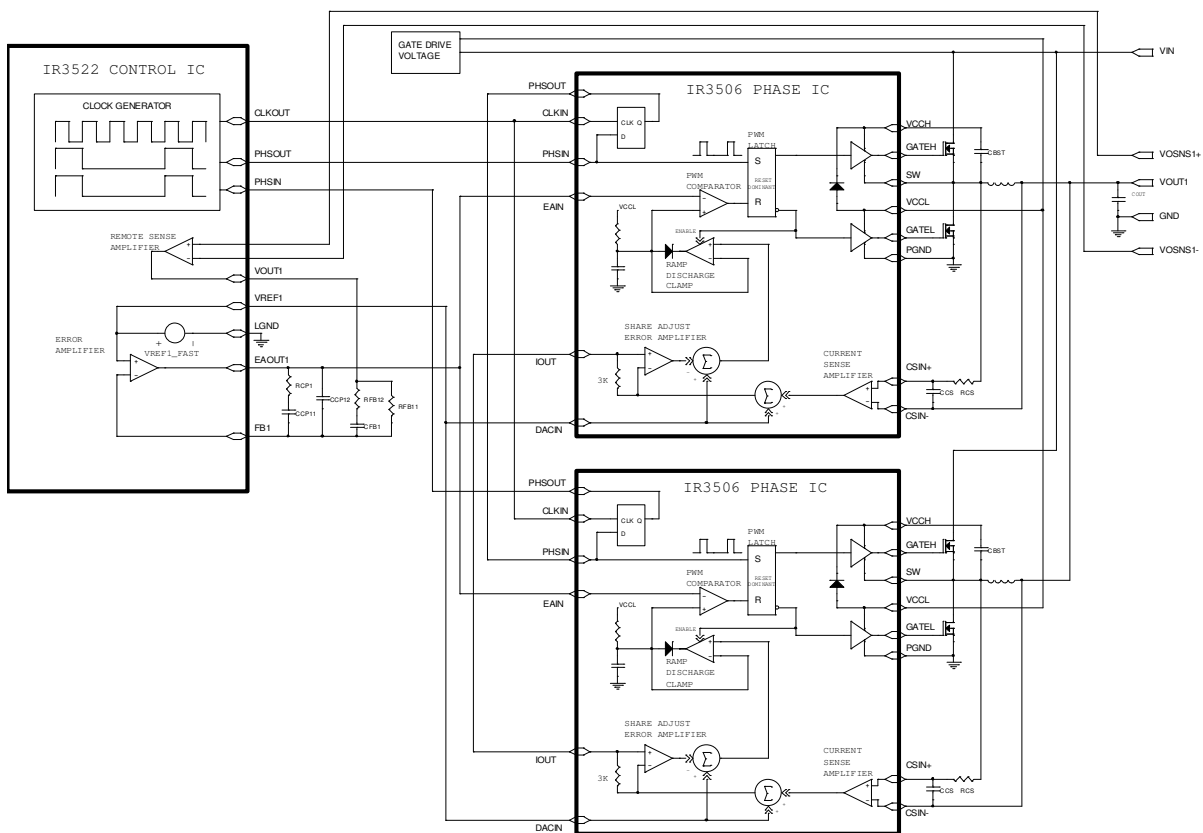 IR3522 CONTROL IC
CLOCK GENERATOR
CLKOUT
PHSOUT
PHSIN
REMOTE SENSE
AMPLIFIER
+
-
VOUT1
VREF1
LGND
+
-
VREF1_FAST
ERROR
AMPLIFIER
+
-
EAOUT1
FB1
RCP1
CCP11
CCP12
RFB12
CFB1
RFB11
GATE DRIVE
VOLTAGE
IR3506 PHASE IC
PHSOUT
CLKIN
CLK Q
D
PHSIN
EAIN
PWM
LATCH
S
RESET
DOMINANT
R
PWM
COMPARATOR
-
+
VCCL
ENABLE
+
-
RAMP
DISCHARGE
CLAMP
SHARE ADJUST
ERROR AMPLIFIER
IOUT
3K
+
-
Σ
-
+
Σ
+
+
CURRENT
SENSE
AMPLIFIER
+
-
DACIN
VCCH
GATEH
SW
VCCL
GATEL
PGND
CBST
CSIN+
CCS
RCS
CSIN-
VIN
VOSNS1+
VOUT1
COUT
GND
VOSNS1-
IR3506 PHASE IC
PHSOUT
CLKIN
CLK Q
D
PHSIN
EAIN
PWM
LATCH
S
RESET
DOMINANT
R
PWM
COMPARATOR
-
+
VCCL
ENABLE
+
-
RAMP
DISCHARGE
CLAMP
SHARE ADJUST
ERROR AMPLIFIER
IOUT
3K
+
-
Σ
-
+
Σ
+
+
CURRENT
SENSE
AMPLIFIER
+
-
DACIN
VCCH
GATEH
SW
VCCL
GATEL
PGND
CBST
CSIN+
CCS
RCS
CSIN-